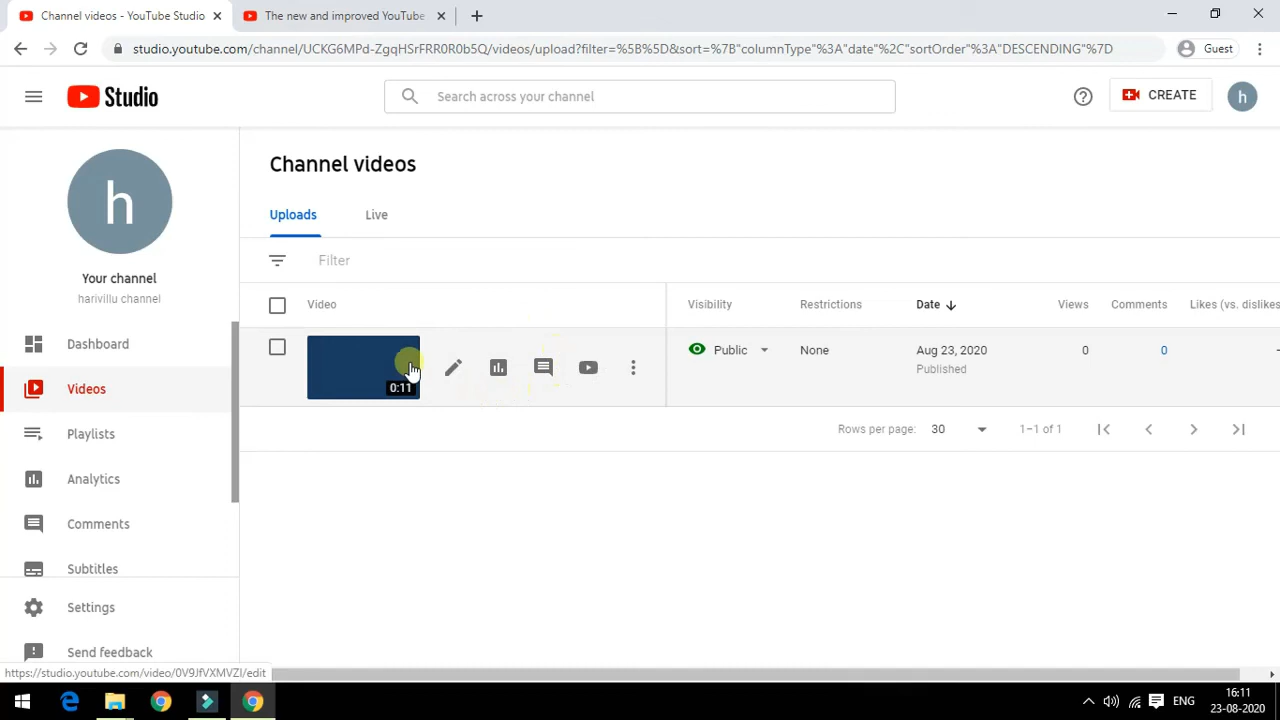 Channel videos - YouTube Studio
The new and improved YouTube
studio.youtube.com/channel/UCKG6MPd-ZgqHSrFRR0R0b5Q/videos/upload?filter=%5B%5D&sort=%7B"columnType"%3A"date"%2C"sortOrder"%3A"DESCENDING"%7D
Guest
Studio
Search across your channel
CREATE
h
h
Your channel
harivillu channel
Dashboard
Videos
Playlists
Analytics
Comments
Subtitles
Settings
Send feedback
Channel videos
Uploads Live
Filter
Video Visibility Restrictions Date Views Comments Likes (vs. dislikes
0:11 Public None Aug 23, 2020 0 0 -
Published
Rows per page: 30 1–1 of 1
https://studio.youtube.com/video/0V9JfVXMVZI/edit
ENG
16:11
23-08-2020